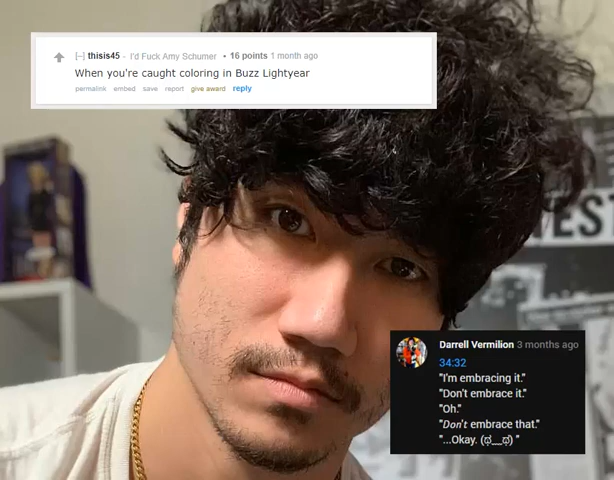 [–] thisis45 - I'd Fuck Amy Schumer • 16 points 1 month ago
When you're caught coloring in Buzz Lightyear
permalink embed save report give award reply
TEST
Darrell Vermilion 3 months ago
34:32
"I'm embracing it."
"Don't embrace it."
"Oh."
"Don't embrace that."
"...Okay. (ಥ﹏ಥ) "